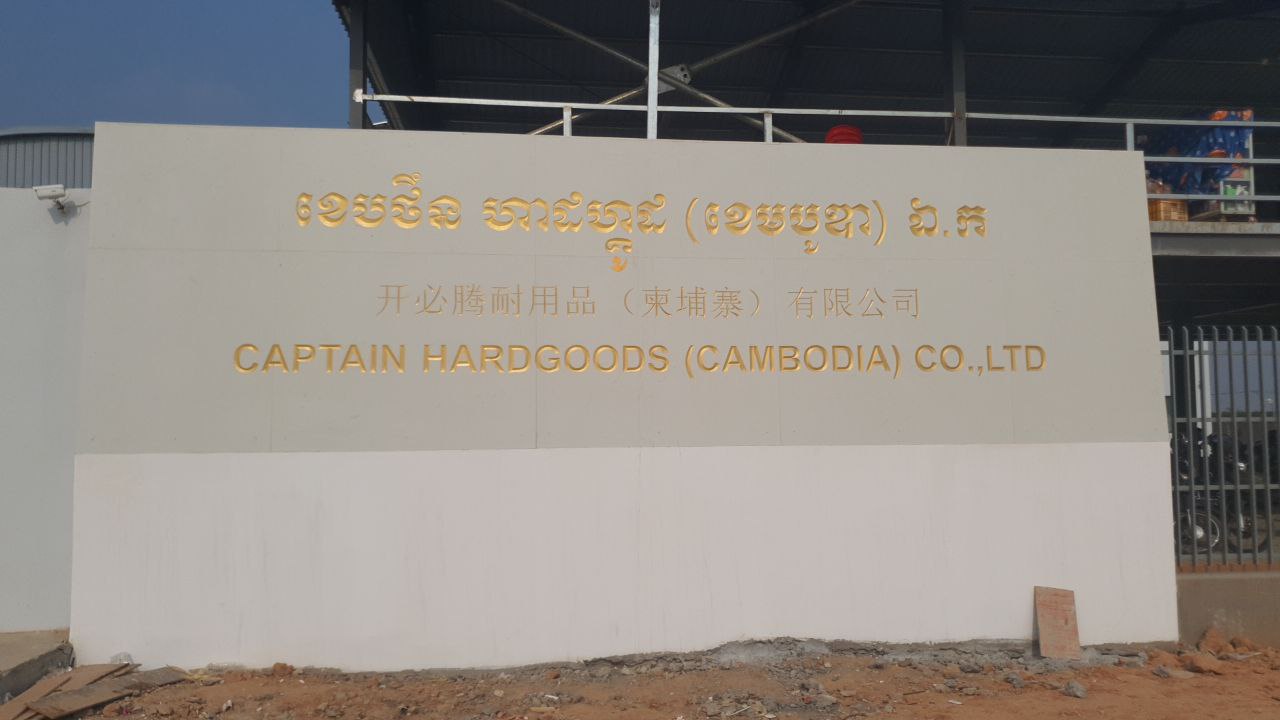 ខេបថឺន ហាដហ្គូដ (ខេមបូឌា) ឯ.ក
开必腾耐用品（柬埔寨）有限公司
CAPTAIN HARDGOODS (CAMBODIA) CO.,LTD